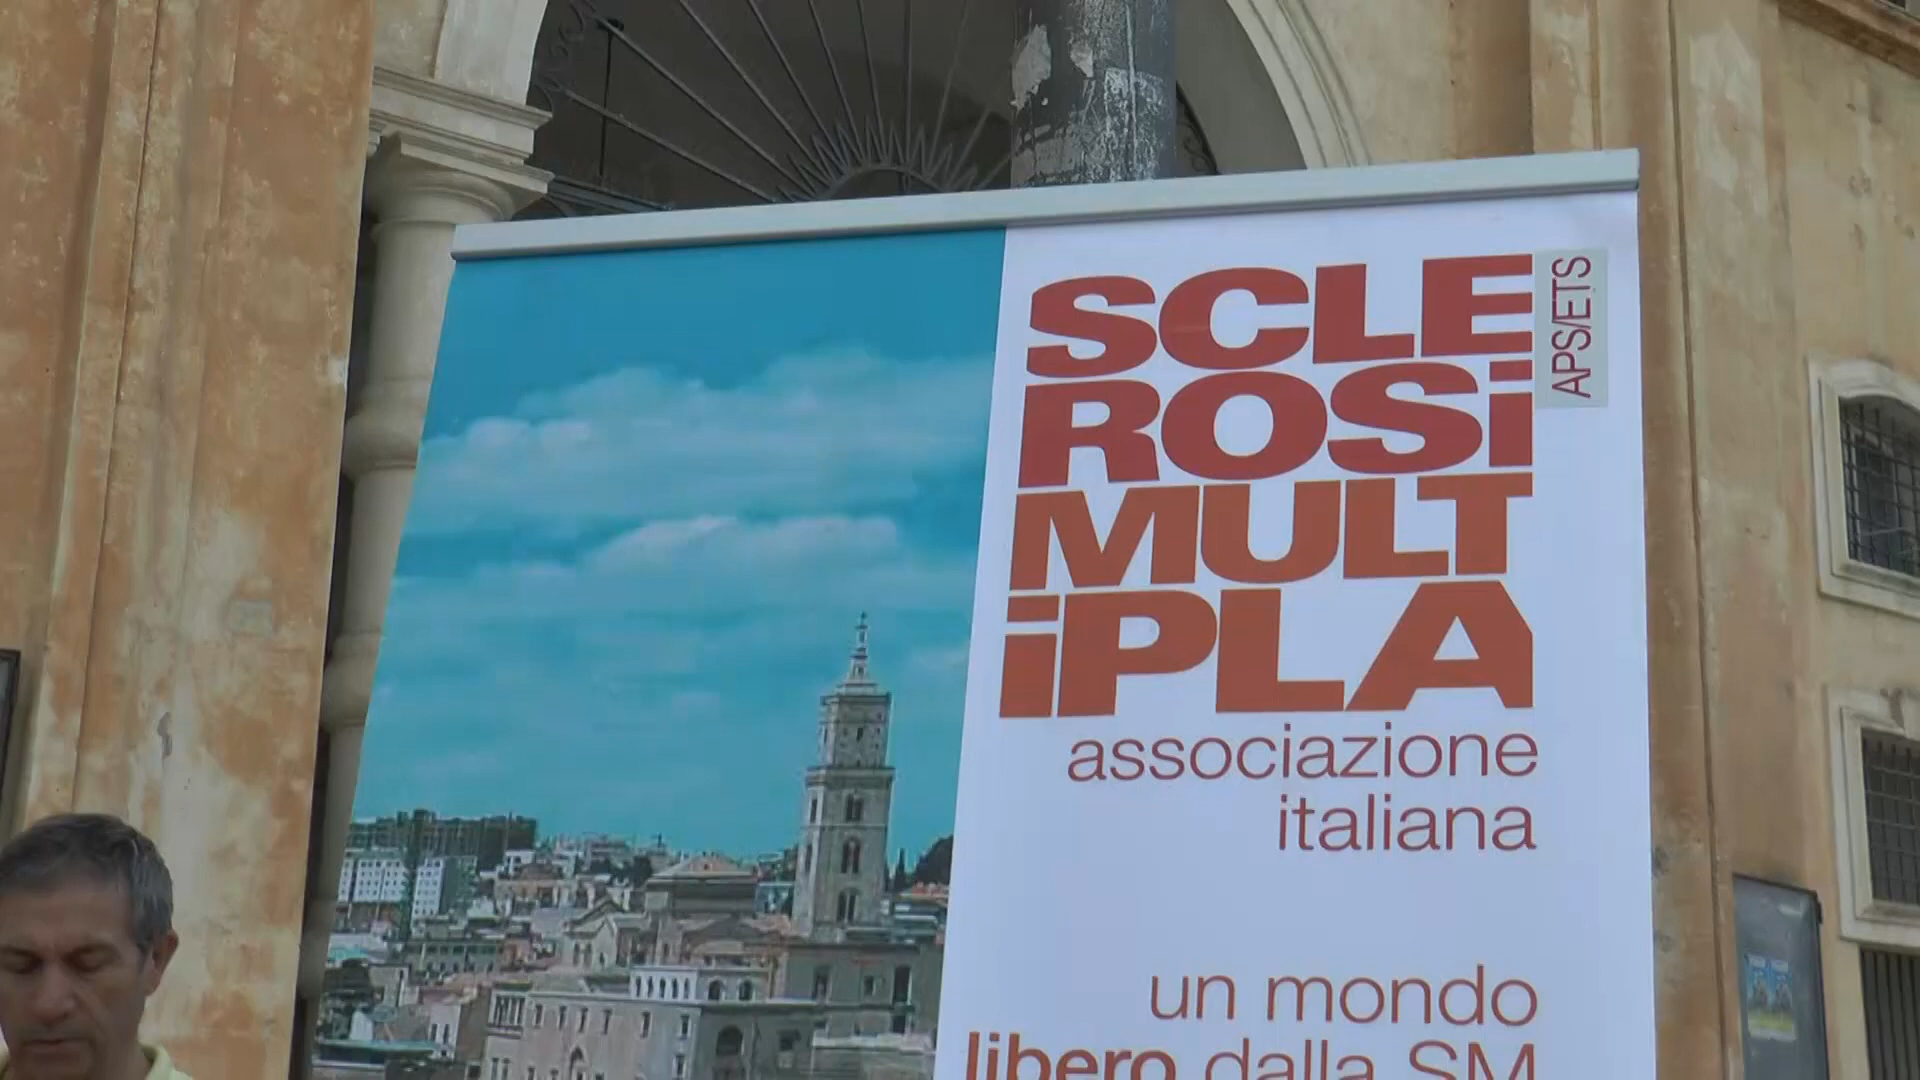 SCLE
ROSi
MULT
iPLA
APS/ETS
associazione
italiana
un mondo
libero dalla SM